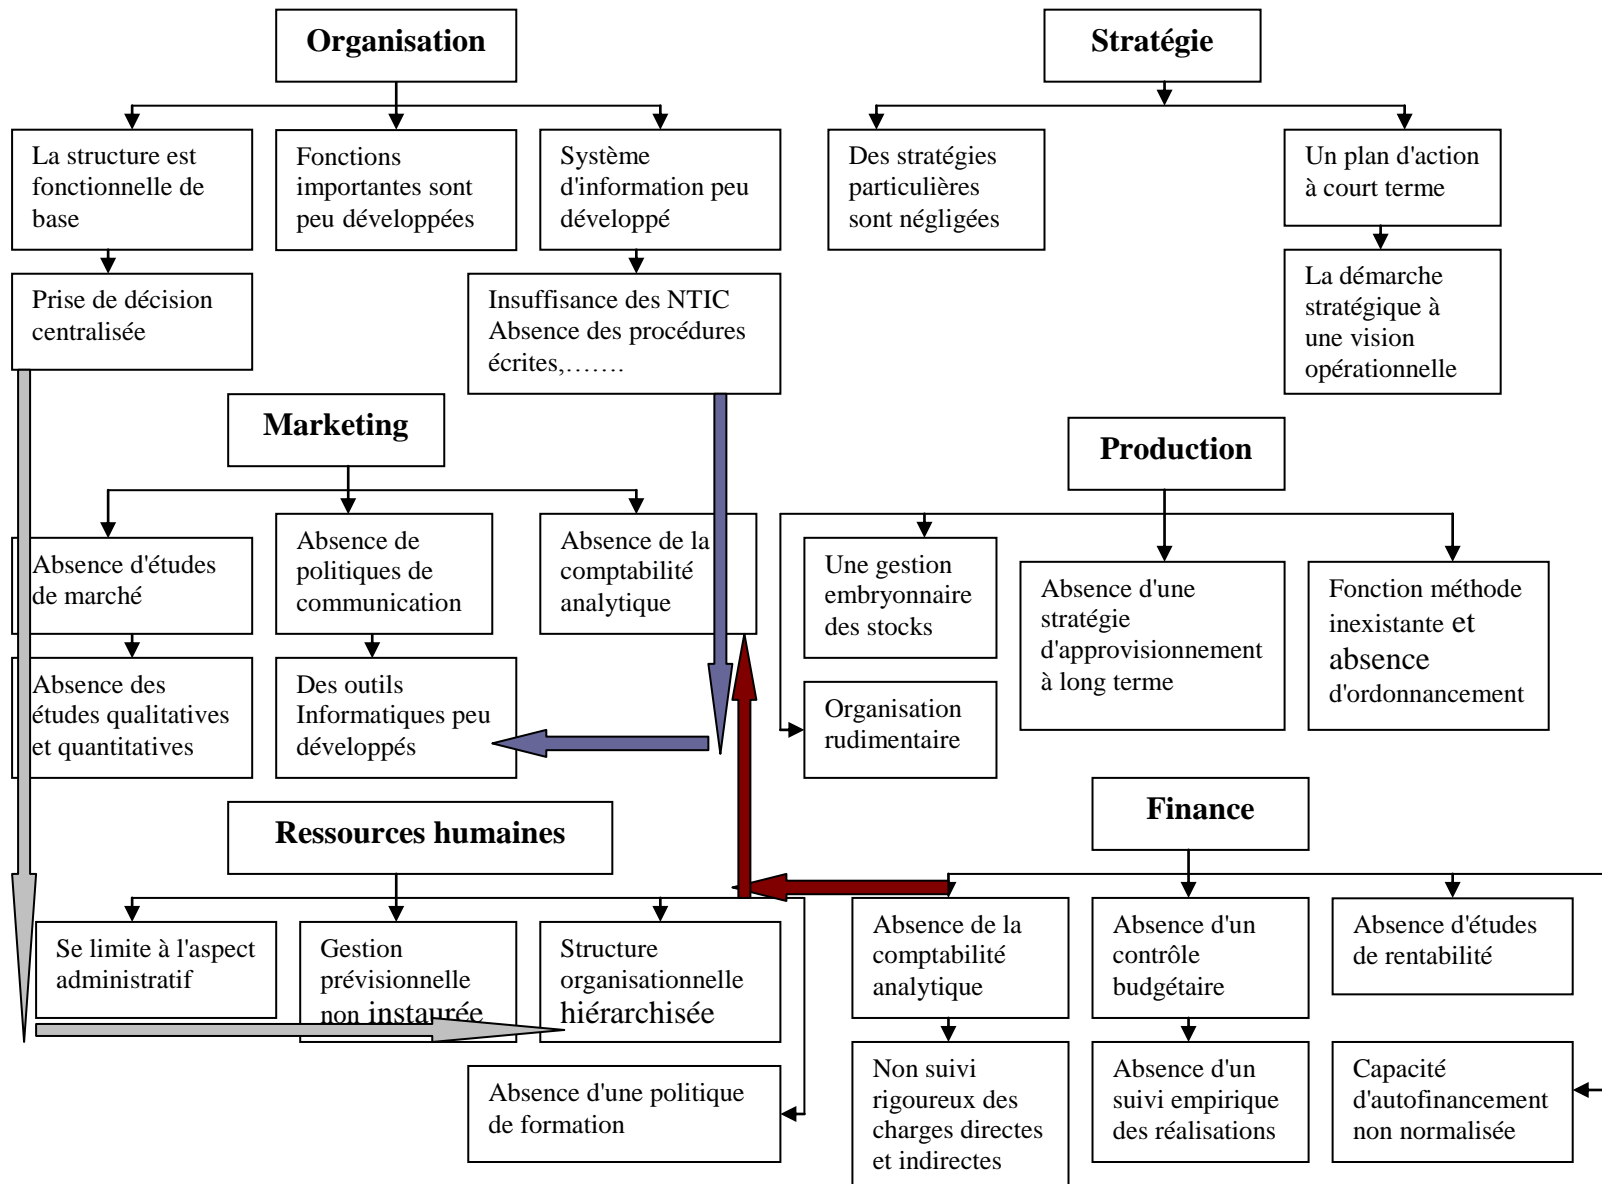 Organisation
Stratégie
La structure est
fonctionnelle de
base
Fonctions
importantes sont
peu développées
Système
d'information peu
développé
Des stratégies
particulières
sont négligées
Un plan d'action
à court terme
Prise de décision
centralisée
Insuffisance des NTIC
Absence des procédures
écrites,…….
La démarche
stratégique à
une vision
opérationnelle
Marketing
Production
Absence d'études
de marché
Absence de
politiques de
communication
Absence de la
comptabilité
analytique
Une gestion
embryonnaire
des stocks
Absence d'une
stratégie
d'approvisionnement
à long terme
Fonction méthode
inexistante et
absence
d'ordonnancement
Absence des
études qualitatives
et quantitatives
Des outils
Informatiques peu
développés
Organisation
rudimentaire
Ressources humaines
Finance
Se limite à l'aspect
administratif
Gestion
prévisionnelle
non instaurée
Structure
organisationnelle
hiérarchisée
Absence de la
comptabilité
analytique
Absence d'un
contrôle
budgétaire
Absence d'études
de rentabilité
Absence d'une politique
de formation
Non suivi
rigoureux des
charges directes
et indirectes
Absence d'un
suivi empirique
des réalisations
Capacité
d'autofinancement
non normalisée